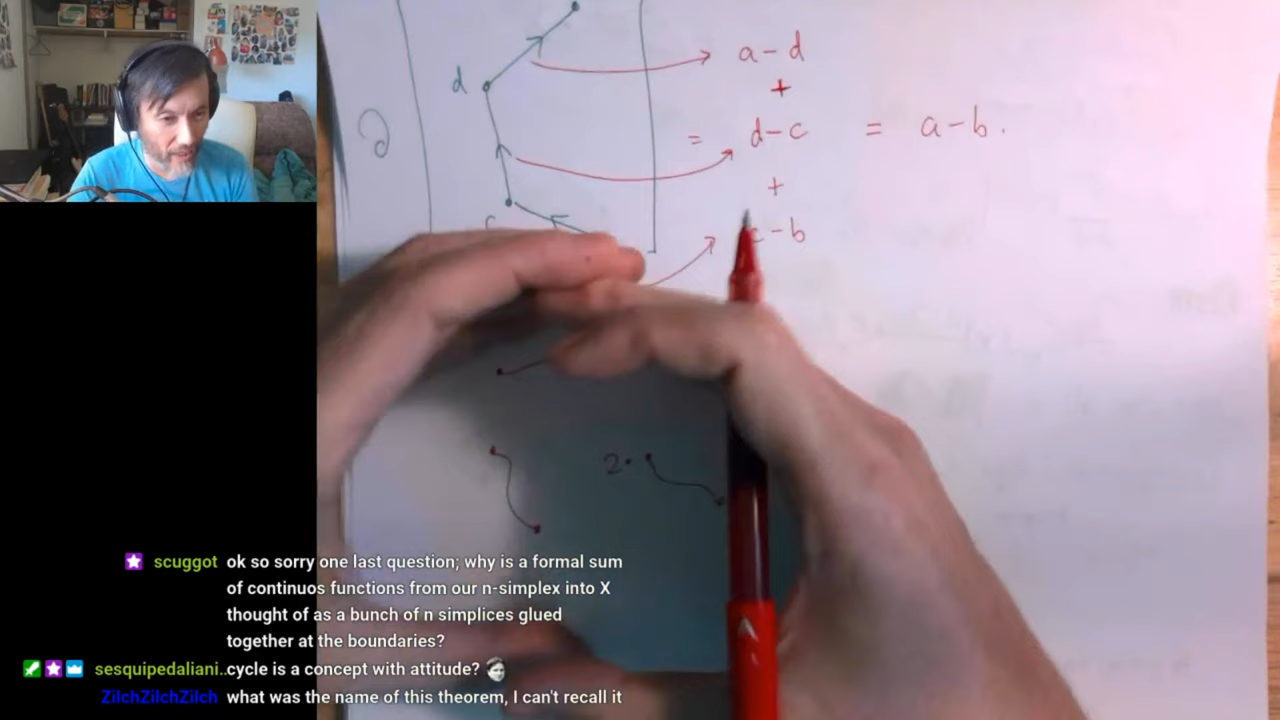 a - d
+
d
= d - c = a - b.
∂
+
c - b
2 ·
scuggot ok so sorry one last question; why is a formal sum
of continuos functions from our n-simplex into X
thought of as a bunch of n simplices glued
together at the boundaries?
sesquipedaliani.. cycle is a concept with attitude?
ZilchZilchZilch what was the name of this theorem, I can't recall it